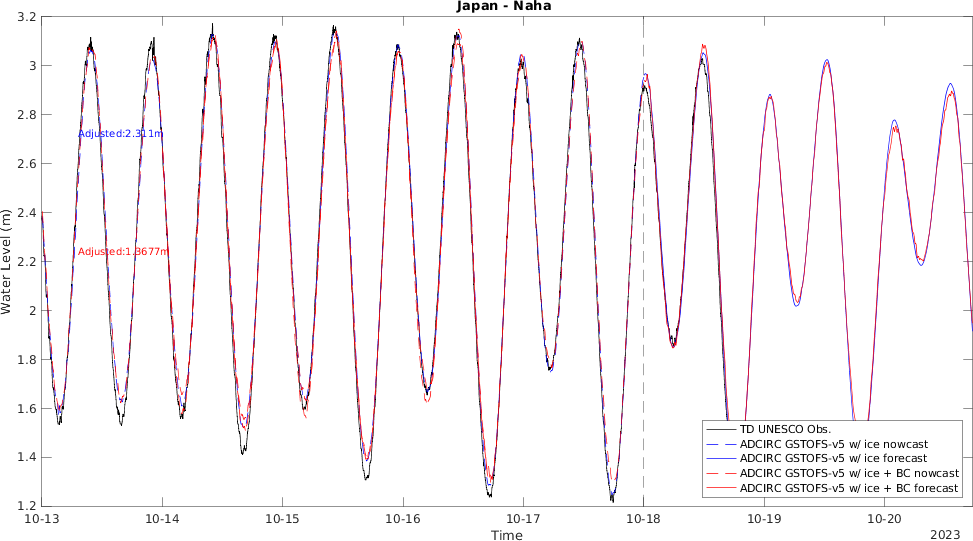 Japan - Naha
3.2
3
2.8
2.6
2.4
2.2
2
1.8
1.6
1.4
1.2
Water Level (m)
Adjusted:2.311m
Adjusted:1.3677m
TD UNESCO Obs.
ADCIRC GSTOFS-v5 w/ ice nowcast
ADCIRC GSTOFS-v5 w/ ice forecast
ADCIRC GSTOFS-v5 w/ ice + BC nowcast
ADCIRC GSTOFS-v5 w/ ice + BC forecast
10-13 10-14 10-15 10-16 10-17 10-18 10-19 10-20
Time
2023